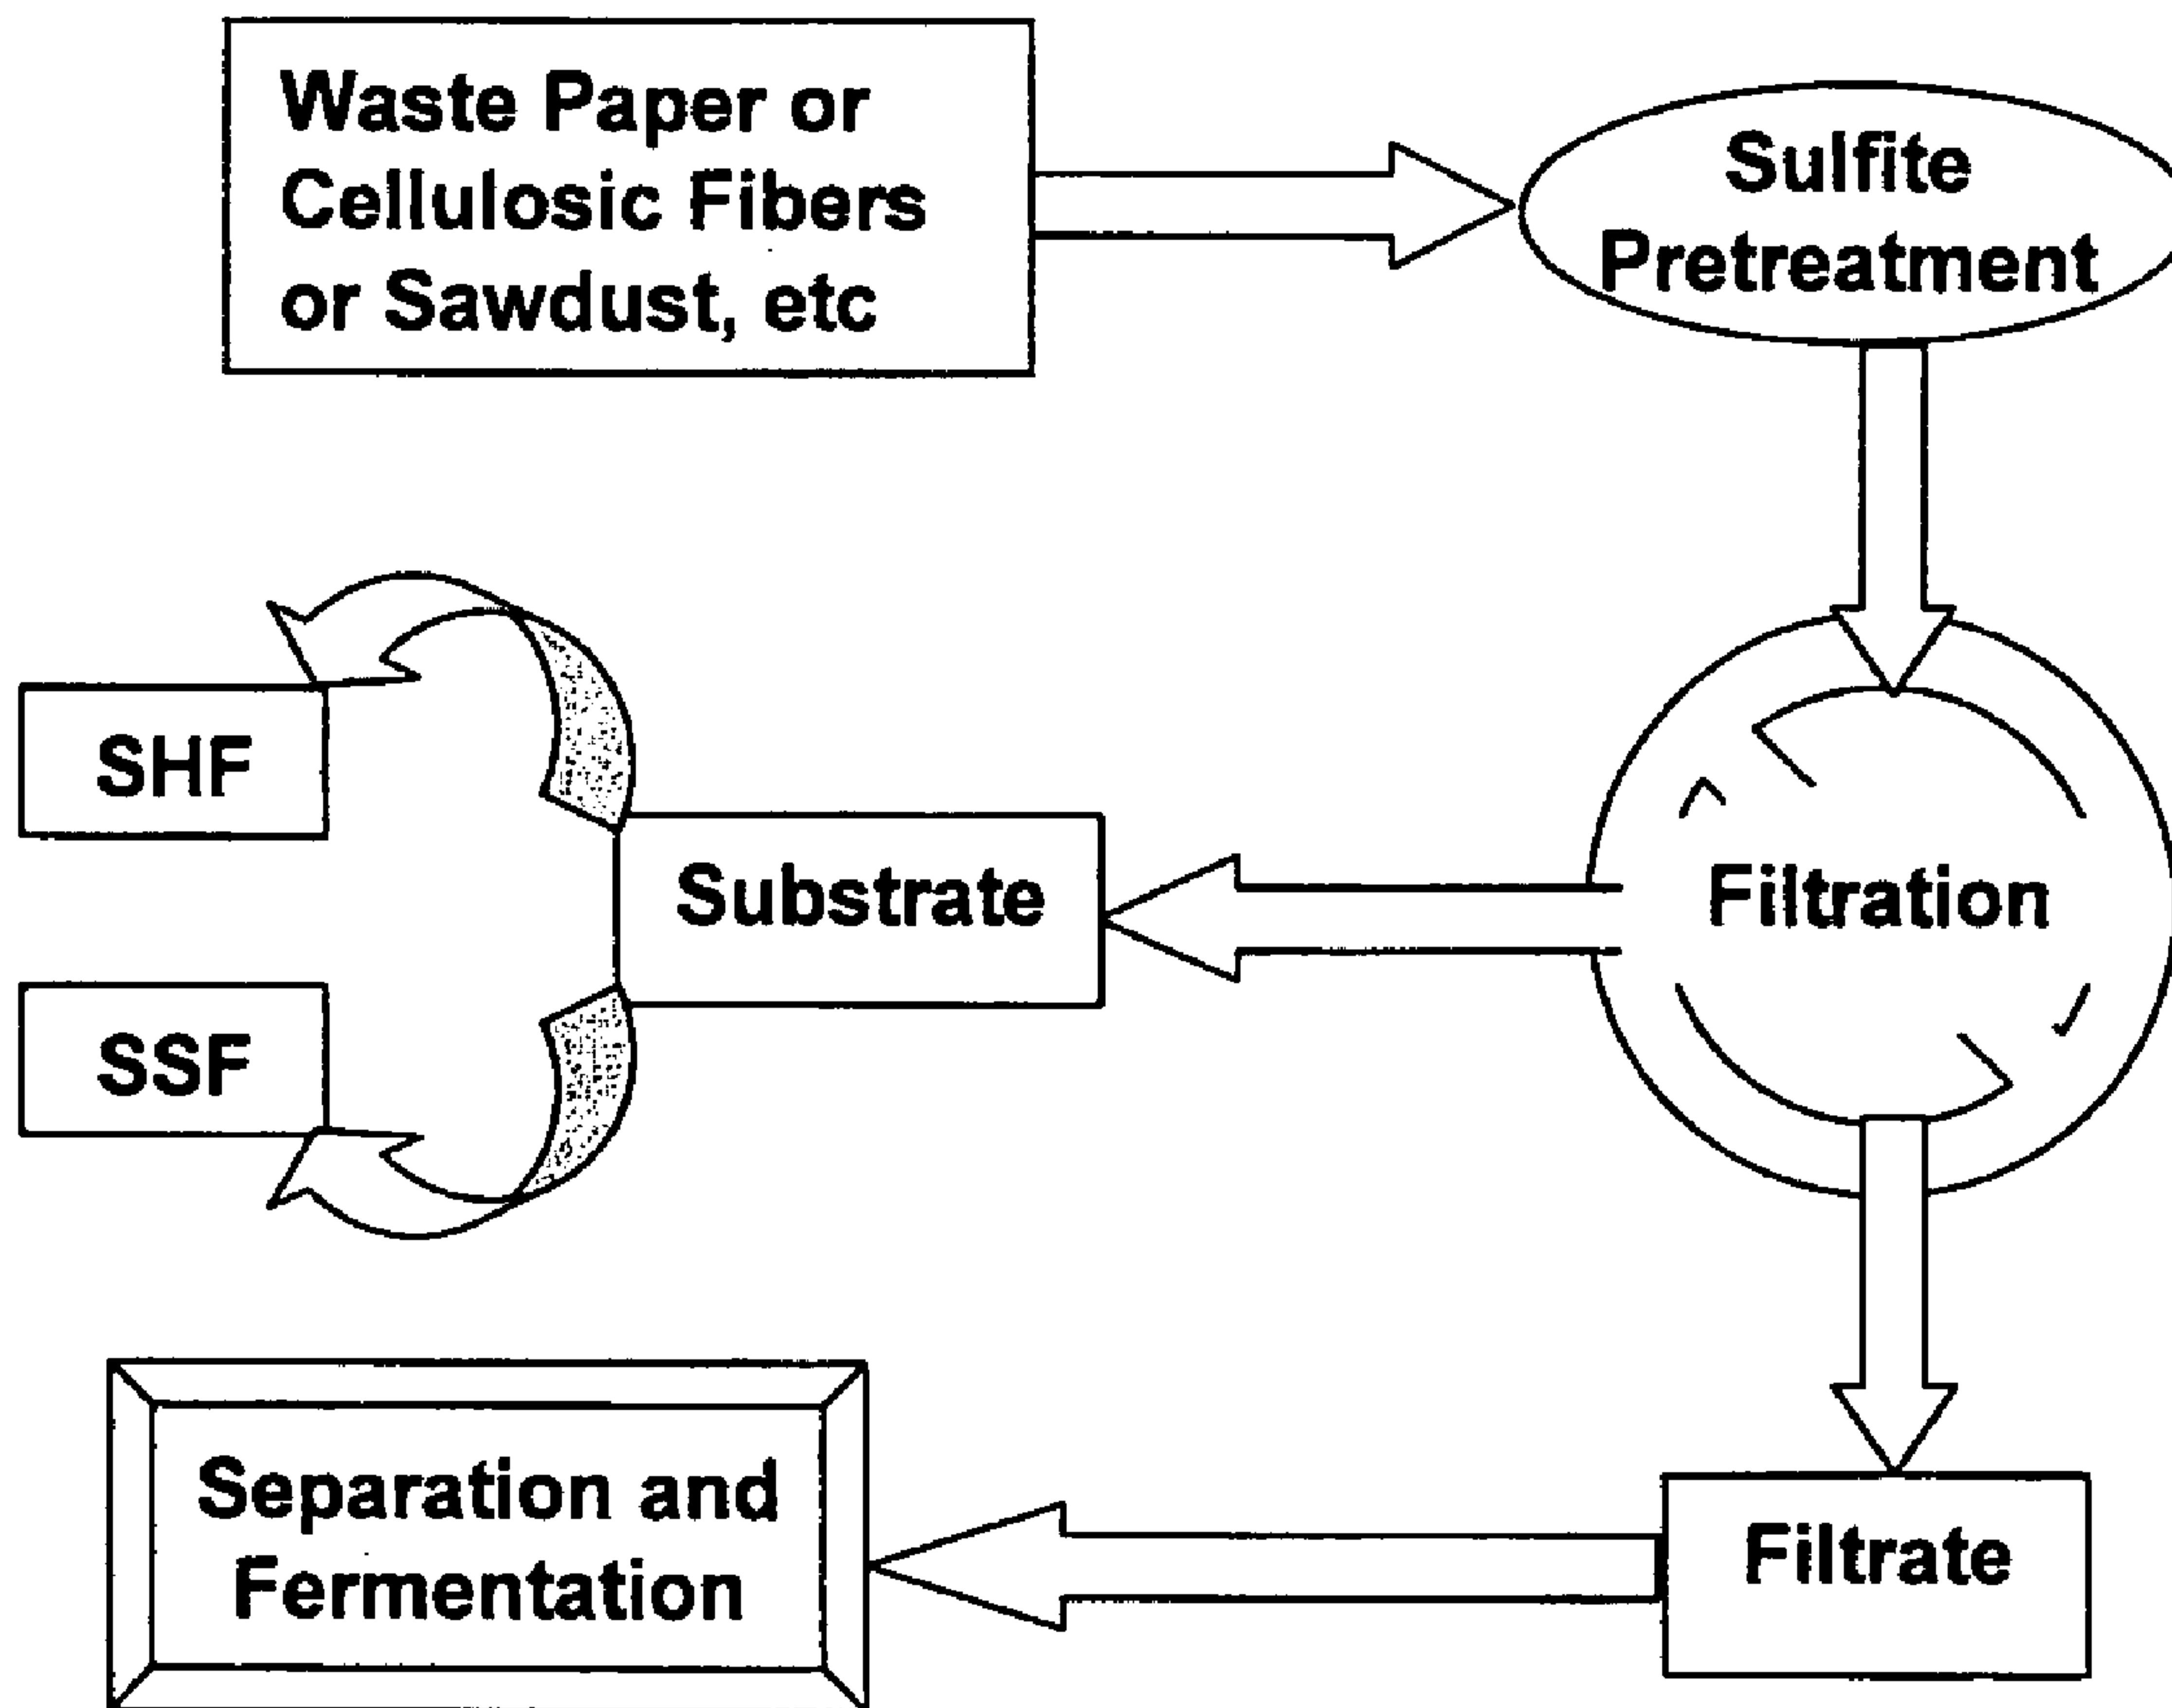 Waste Paper or
Cellulosic Fibers
or Sawdust, etc
Sulfite
Pretreatment
SHF
Substrate
Filtration
SSF
Separation and
Fermentation
Filtrate